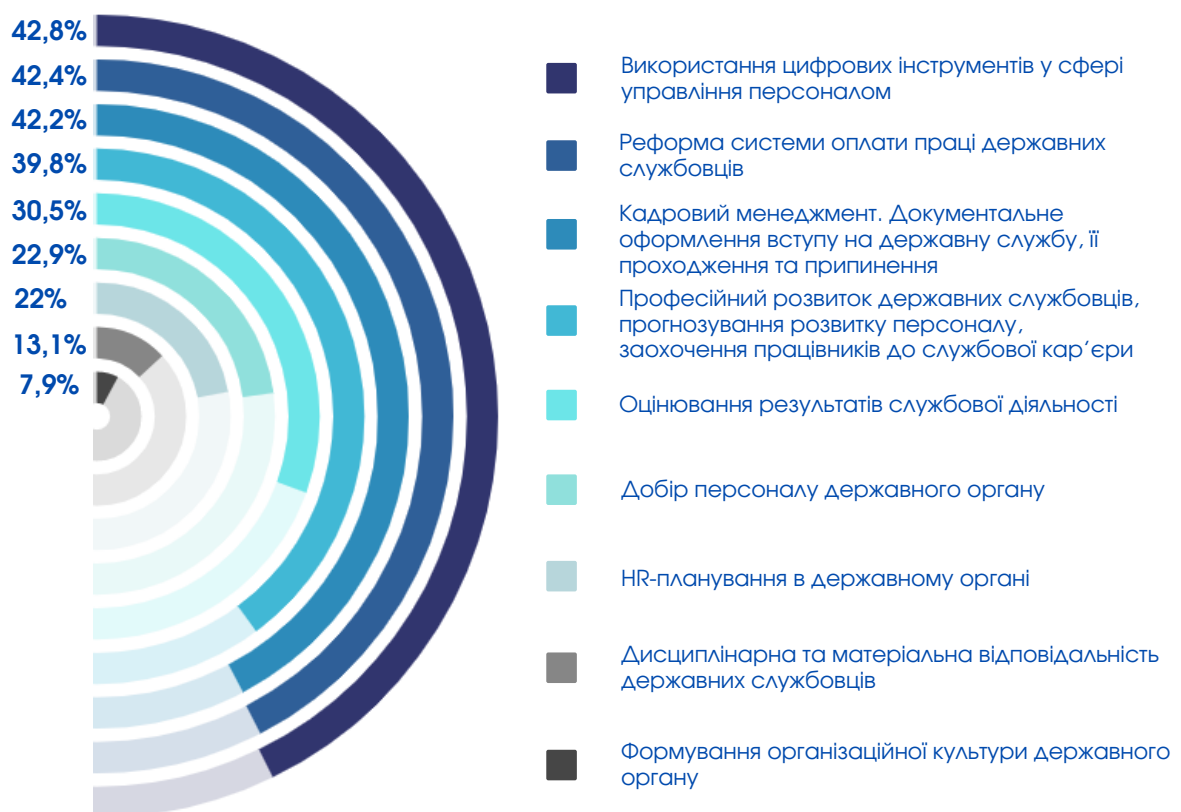 42,8%
42,4%
42,2%
39,8%
30,5%
22,9%
22%
13,1%
7,9%
Використання цифрових інструментів у сфері
управління персоналом
Реформа системи оплати праці державних
службовців
Кадровий менеджмент. Документальне
оформлення вступу на державну службу, її
проходження та припинення
Професійний розвиток державних службовців,
прогнозування розвитку персоналу,
заохочення працівників до службової кар’єри
Оцінювання результатів службової діяльності
Добір персоналу державного органу
HR-планування в державному органі
Дисциплінарна та матеріальна відповідальність
державних службовців
Формування організаційної культури державного
органу